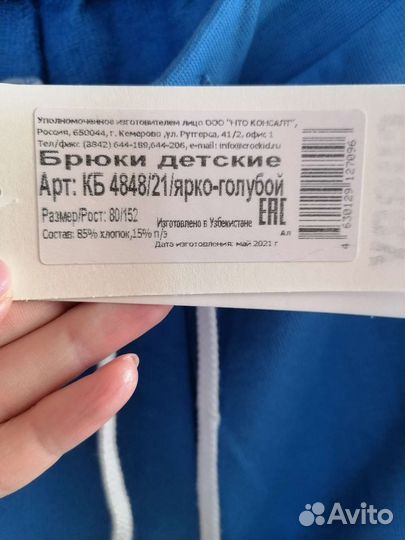 Уполномоченное изготовителем лицо ООО "НТО КОНСАЛТ",
Россия, 650044, г. Кемерово ,ул. Рутгерса, 41/2, офис 1
Тел/факс (3842) 644-189,644-206, e-mail: info@crockid.ru
Брюки детские
Арт: КБ 4848/21/ярко-голубой
Размер/Рост: 80/152
Изготовлено в Узбекистане
EAC
Состав: 85% хлопок,15% п/э
Ал
Дата изготовления: май 2021 г
4 630129 127096
Avito